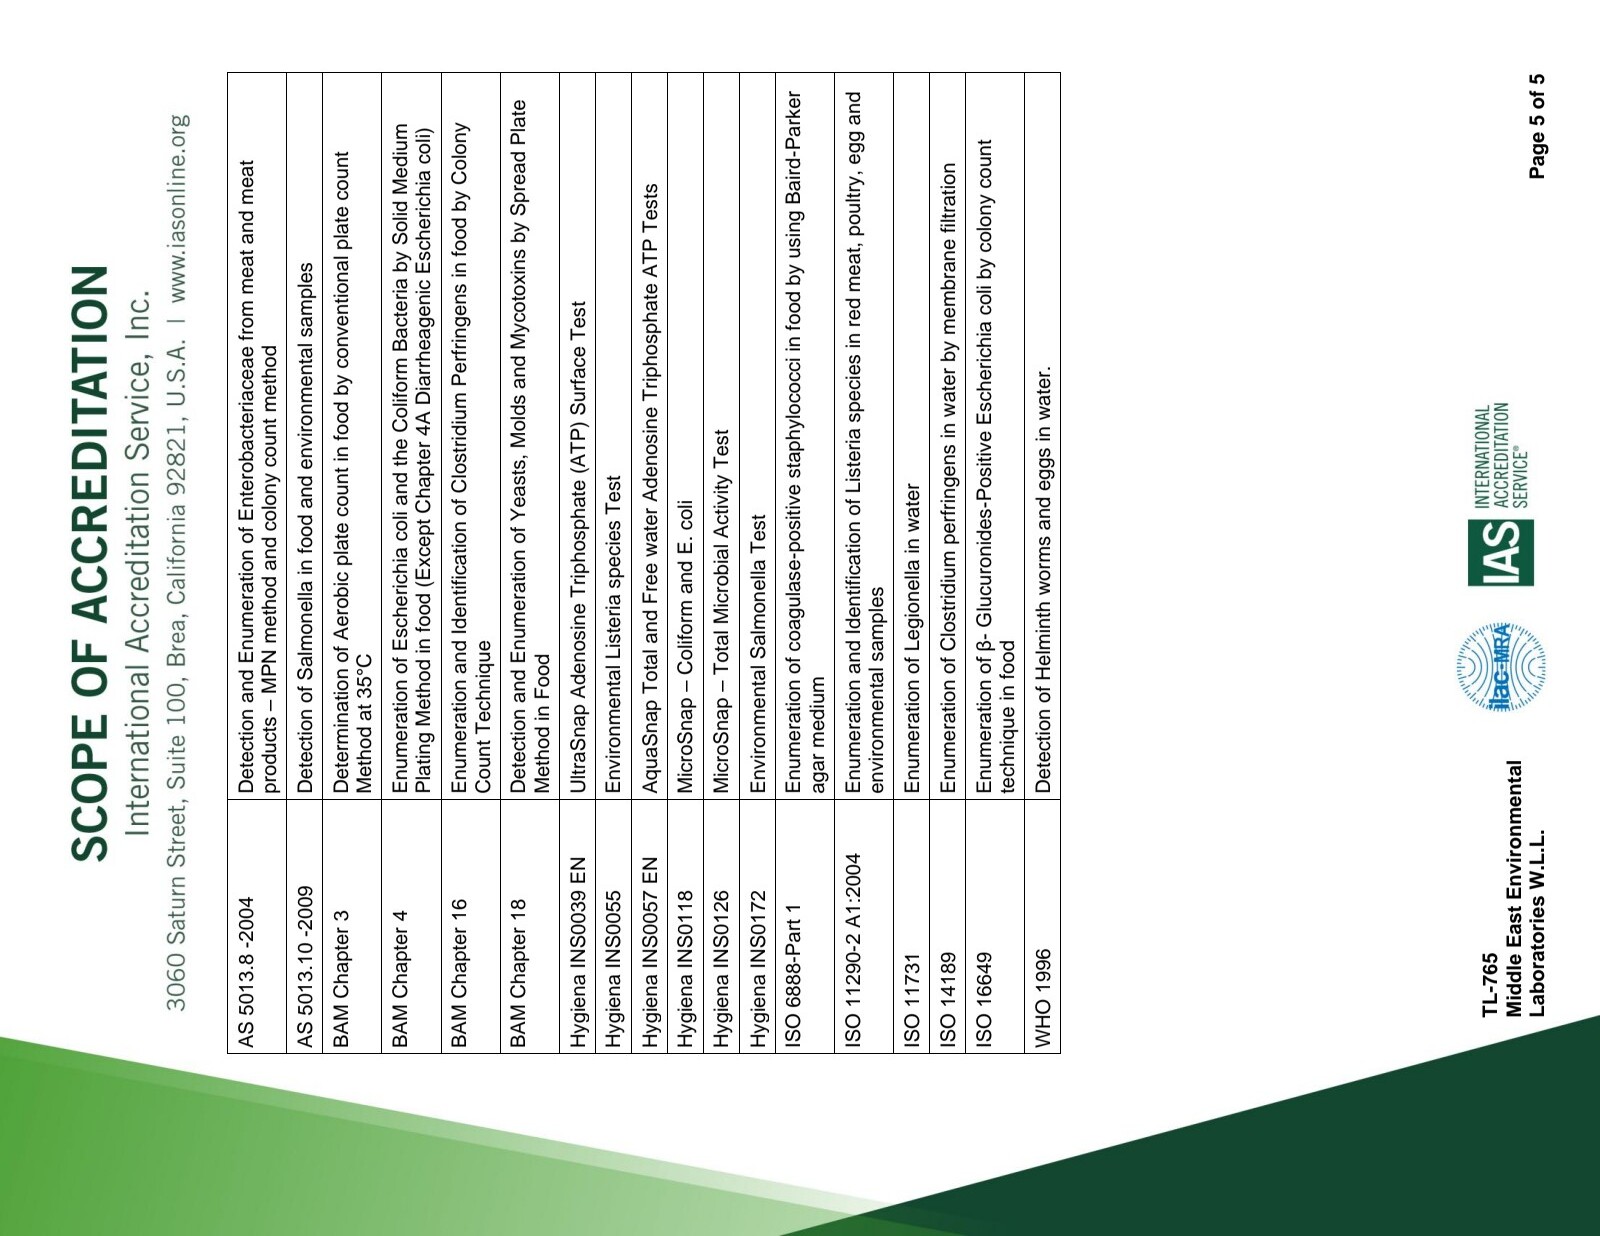 SCOPE OF ACCREDITATION
International Accreditation Service, Inc.
3060 Saturn Street, Suite 100, Brea, California 92821, U.S.A. | www.iasonline.org
AS 5013.8 -2004
Detection and Enumeration of Enterobacteriaceae from meat and meat
products – MPN method and colony count method
AS 5013.10 -2009
Detection of Salmonella in food and environmental samples
BAM Chapter 3
Determination of Aerobic plate count in food by conventional plate count
Method at 35°C
BAM Chapter 4
Enumeration of Escherichia coli and the Coliform Bacteria by Solid Medium
Plating Method in food (Except Chapter 4A Diarrheagenic Escherichia coli)
BAM Chapter 16
Enumeration and Identification of Clostridium Perfringens in food by Colony
Count Technique
BAM Chapter 18
Detection and Enumeration of Yeasts, Molds and Mycotoxins by Spread Plate
Method in Food
Hygiena INS0039 EN
UltraSnap Adenosine Triphosphate (ATP) Surface Test
Hygiena INS0055
Environmental Listeria species Test
Hygiena INS0057 EN
AquaSnap Total and Free water Adenosine Triphosphate ATP Tests
Hygiena INS0118
MicroSnap – Coliform and E. coli
Hygiena INS0126
MicroSnap – Total Microbial Activity Test
Hygiena INS0172
Environmental Salmonella Test
ISO 6888-Part 1
Enumeration of coagulase-positive staphylococci in food by using Baird-Parker
agar medium
ISO 11290-2 A1:2004
Enumeration and Identification of Listeria species in red meat, poultry, egg and
environmental samples
ISO 11731
Enumeration of Legionella in water
ISO 14189
Enumeration of Clostridium perfringens in water by membrane filtration
ISO 16649
Enumeration of β- Glucuronides-Positive Escherichia coli by colony count
technique in food
WHO 1996
Detection of Helminth worms and eggs in water.
TL-765
Middle East Environmental
Laboratories W.L.L.
ilac-MRA
IAS
INTERNATIONAL
ACCREDITATION
SERVICE®
Page 5 of 5